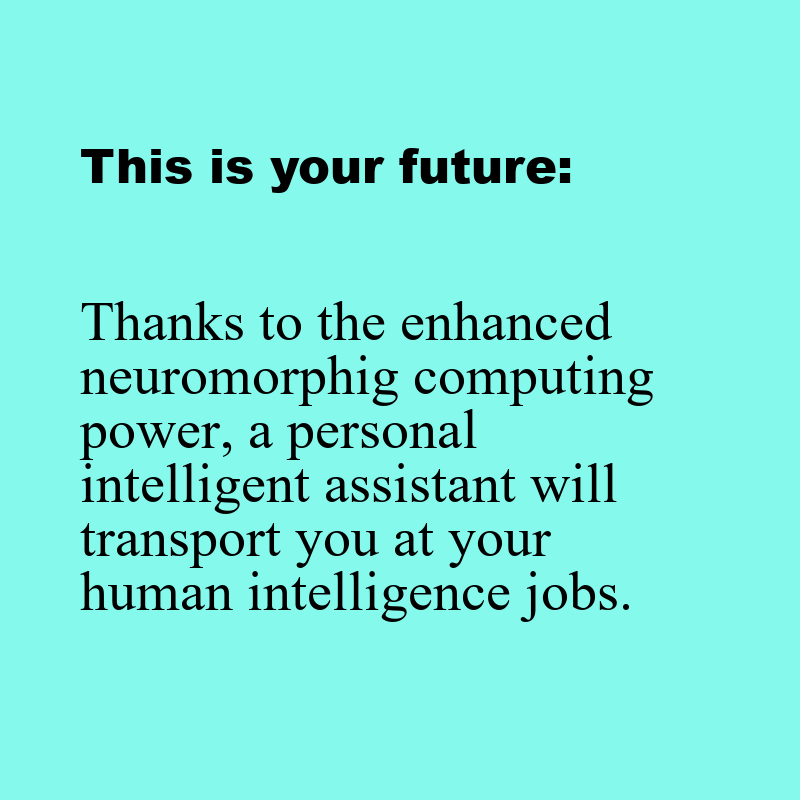 This is your future:
Thanks to the enhanced
neuromorphig computing
power, a personal
intelligent assistant will
transport you at your
human intelligence jobs.